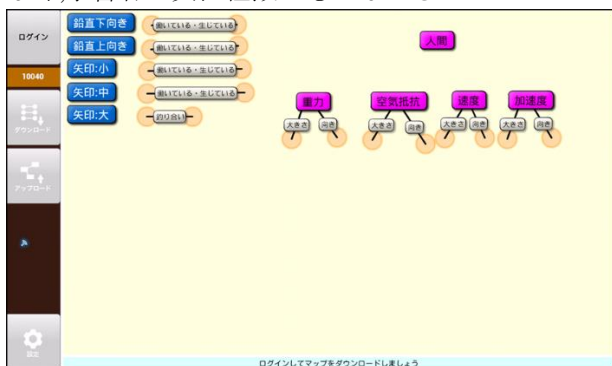 ログイン
10040
ダウンロード
アップロード
設定
鉛直下向き
働いている・生じている
鉛直上向き
働いている・生じている
矢印:小
働いている・生じている
矢印:中
働いている・生じている
矢印:大
釣り合い
人間
重力
空気抵抗
速度
加速度
大きさ
向き
大きさ
向き
大きさ
向き
大きさ
向き
ログインしてマップをダウンロードしましょう